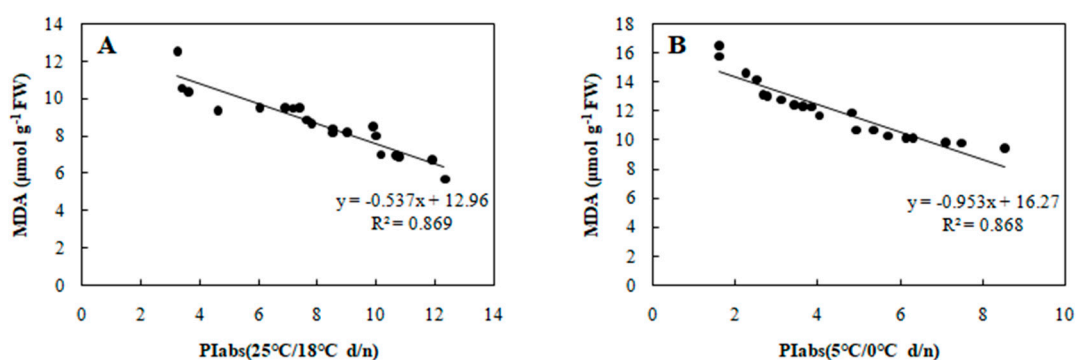 A
MDA (μmol g-1 FW)
14
12
10
8
6
4
2
0
y = -0.537x + 12.96
R² = 0.869
0 2 4 6 8 10 12 14
PIabs(25℃/18℃ d/n)
B
MDA (μmol g-1 FW)
18
16
14
12
10
8
6
4
2
0
y = -0.953x + 16.27
R² = 0.868
0 2 4 6 8 10
PIabs(5℃/0℃ d/n)